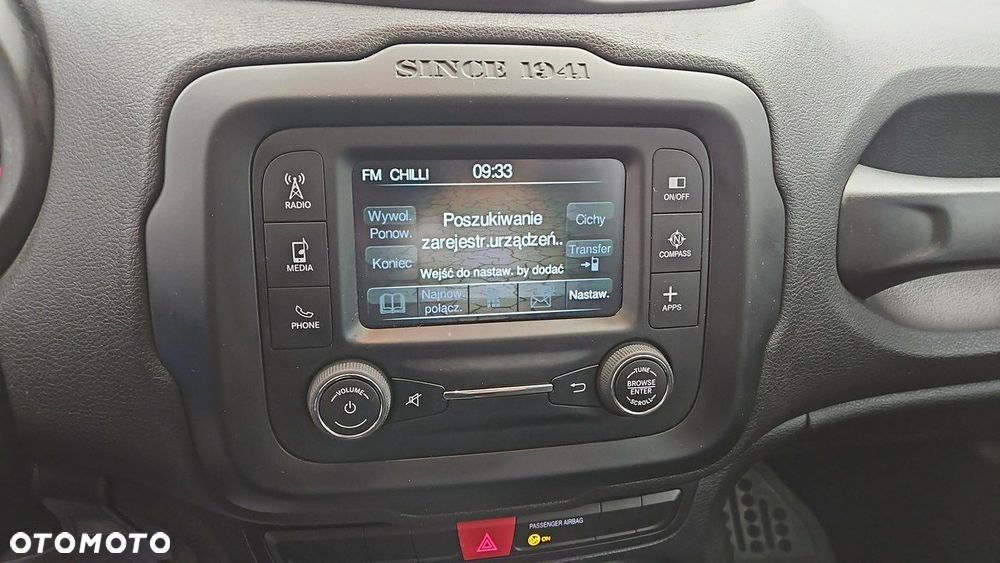 SINCE 1941
FM CHILLI 09:33
RADIO
MEDIA
PHONE
Wywoł.
Ponow.
Koniec
Poszukiwanie
zarejestr.urządzeń..
Wejść do nastaw. by dodać
Cichy
Transfer
Najnow.
połącz.
Nastaw.
ON/OFF
COMPASS
APPS
VOLUME
TUNE
BROWSE
ENTER
SCROLL
PASSENGER AIRBAG
ON
OTOMOTO